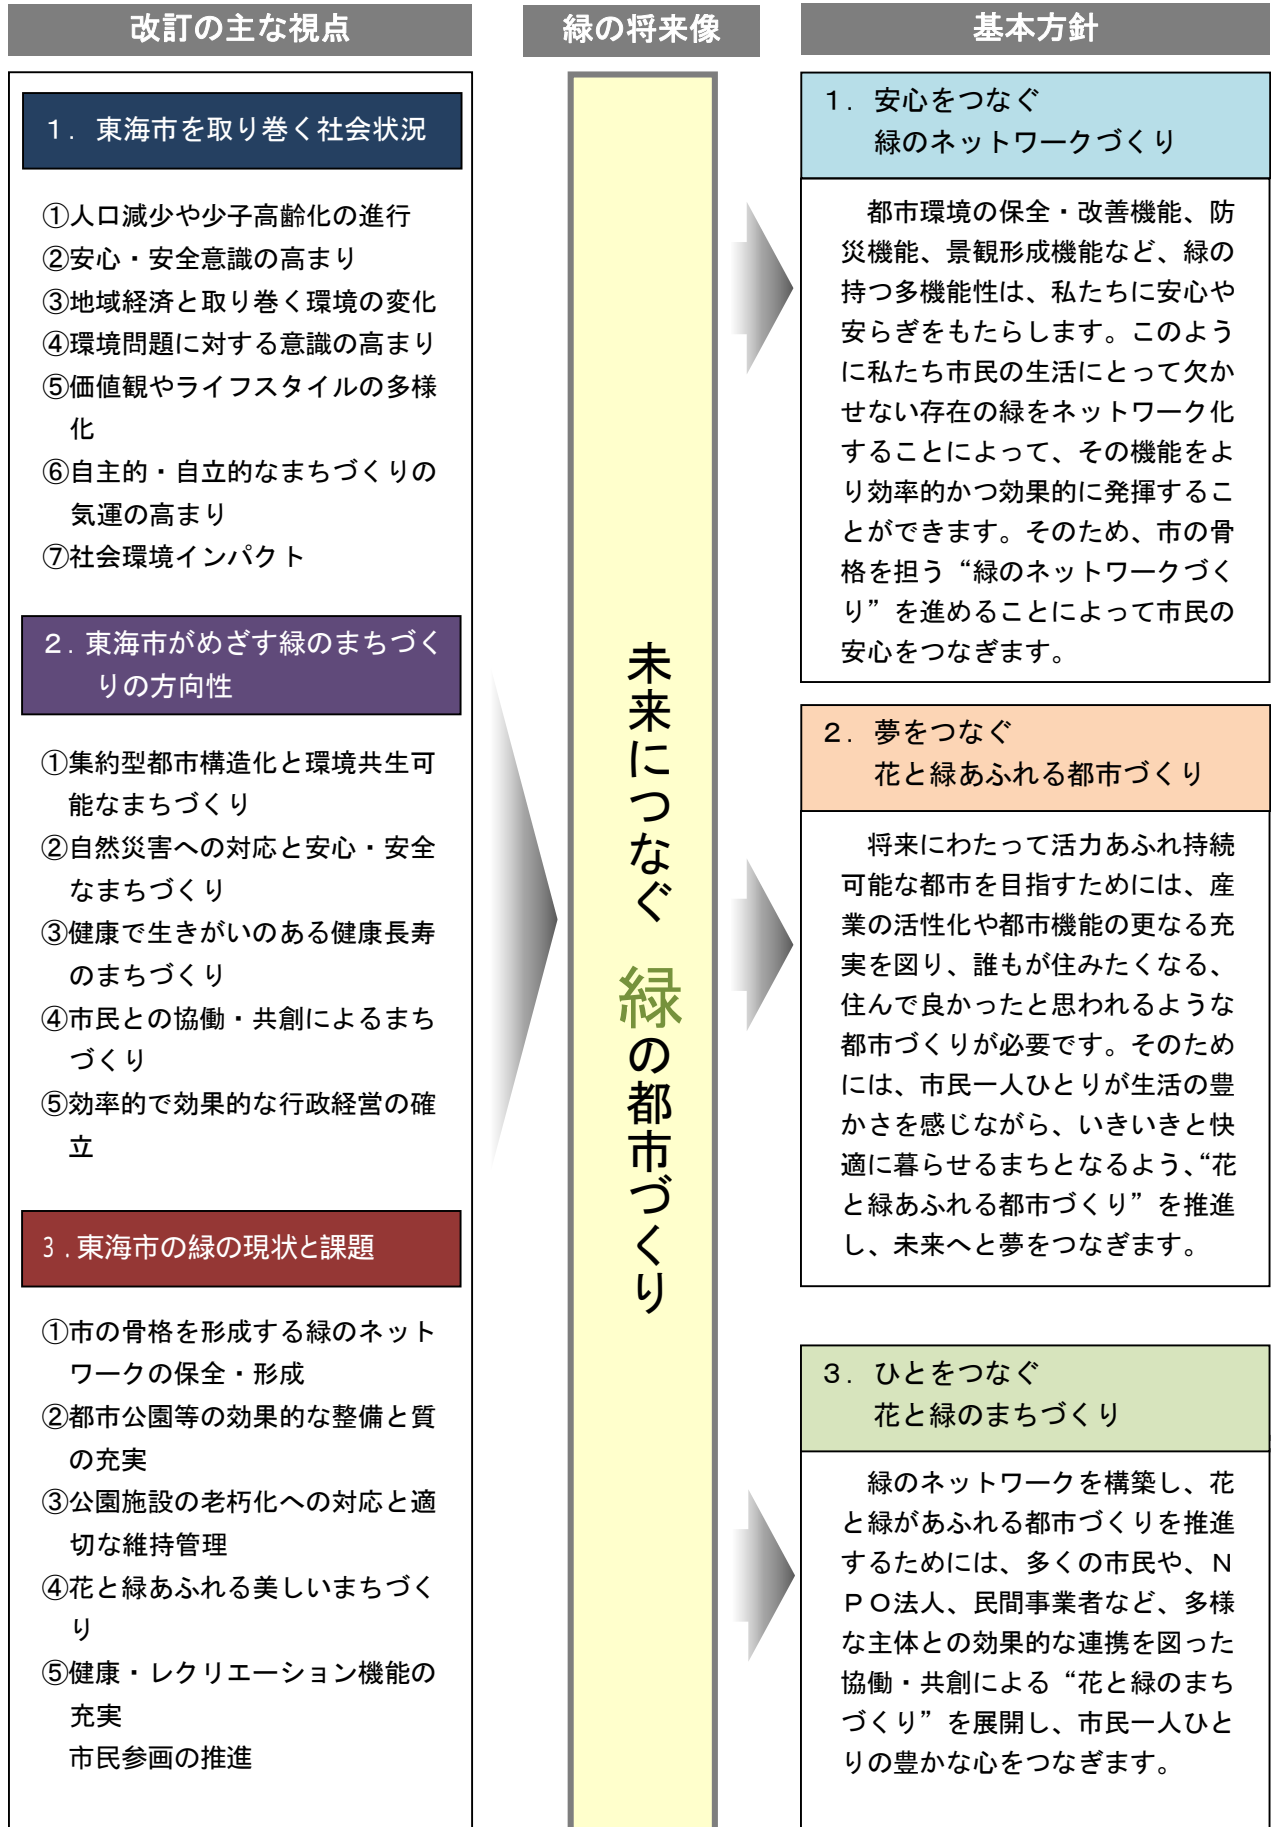 改訂の主な視点
1. 東海市を取り巻く社会状況
①人口減少や少子高齢化の進行
②安心・安全意識の高まり
③地域経済と取り巻く環境の変化
④環境問題に対する意識の高まり
⑤価値観やライフスタイルの多様
化
⑥自主的・自立的なまちづくりの
気運の高まり
⑦社会環境インパクト
2. 東海市がめざす緑のまちづく
りの方向性
①集約型都市構造化と環境共生可
能なまちづくり
②自然災害への対応と安心・安全
なまちづくり
③健康で生きがいのある健康長寿
のまちづくり
④市民との協働・共創によるまち
づくり
⑤効率的で効果的な行政経営の確
立
3.東海市の緑の現状と課題
①市の骨格を形成する緑のネット
ワークの保全・形成
②都市公園等の効果的な整備と質
の充実
③公園施設の老朽化への対応と適
切な維持管理
④花と緑あふれる美しいまちづく
り
⑤健康・レクリエーション機能の
充実
市民参画の推進
緑の将来像
未来につなぐ 緑の都市づくり
基本方針
1. 安心をつなぐ
緑のネットワークづくり
都市環境の保全・改善機能、防
災機能、景観形成機能など、緑の
持つ多機能性は、私たちに安心や
安らぎをもたらします。このよう
に私たち市民の生活にとって欠か
せない存在の緑をネットワーク化
することによって、その機能をよ
り効率的かつ効果的に発揮するこ
とができます。そのため、市の骨
格を担う“緑のネットワークづく
り”を進めることによって市民の
安心をつなぎます。
2. 夢をつなぐ
花と緑あふれる都市づくり
将来にわたって活力あふれ持続
可能な都市を目指すためには、産
業の活性化や都市機能の更なる充
実を図り、誰もが住みたくなる、
住んで良かったと思われるような
都市づくりが必要です。そのため
には、市民一人ひとりが生活の豊
かさを感じながら、いきいきと快
適に暮らせるまちとなるよう、“花
と緑あふれる都市づくり”を推進
し、未来へと夢をつなぎます。
3. ひとをつなぐ
花と緑のまちづくり
緑のネットワークを構築し、花
と緑があふれる都市づくりを推進
するためには、多くの市民や、N
PO法人、民間事業者など、多様
な主体との効果的な連携を図った
協働・共創による“花と緑のまち
づくり”を展開し、市民一人ひと
りの豊かな心をつなぎます。